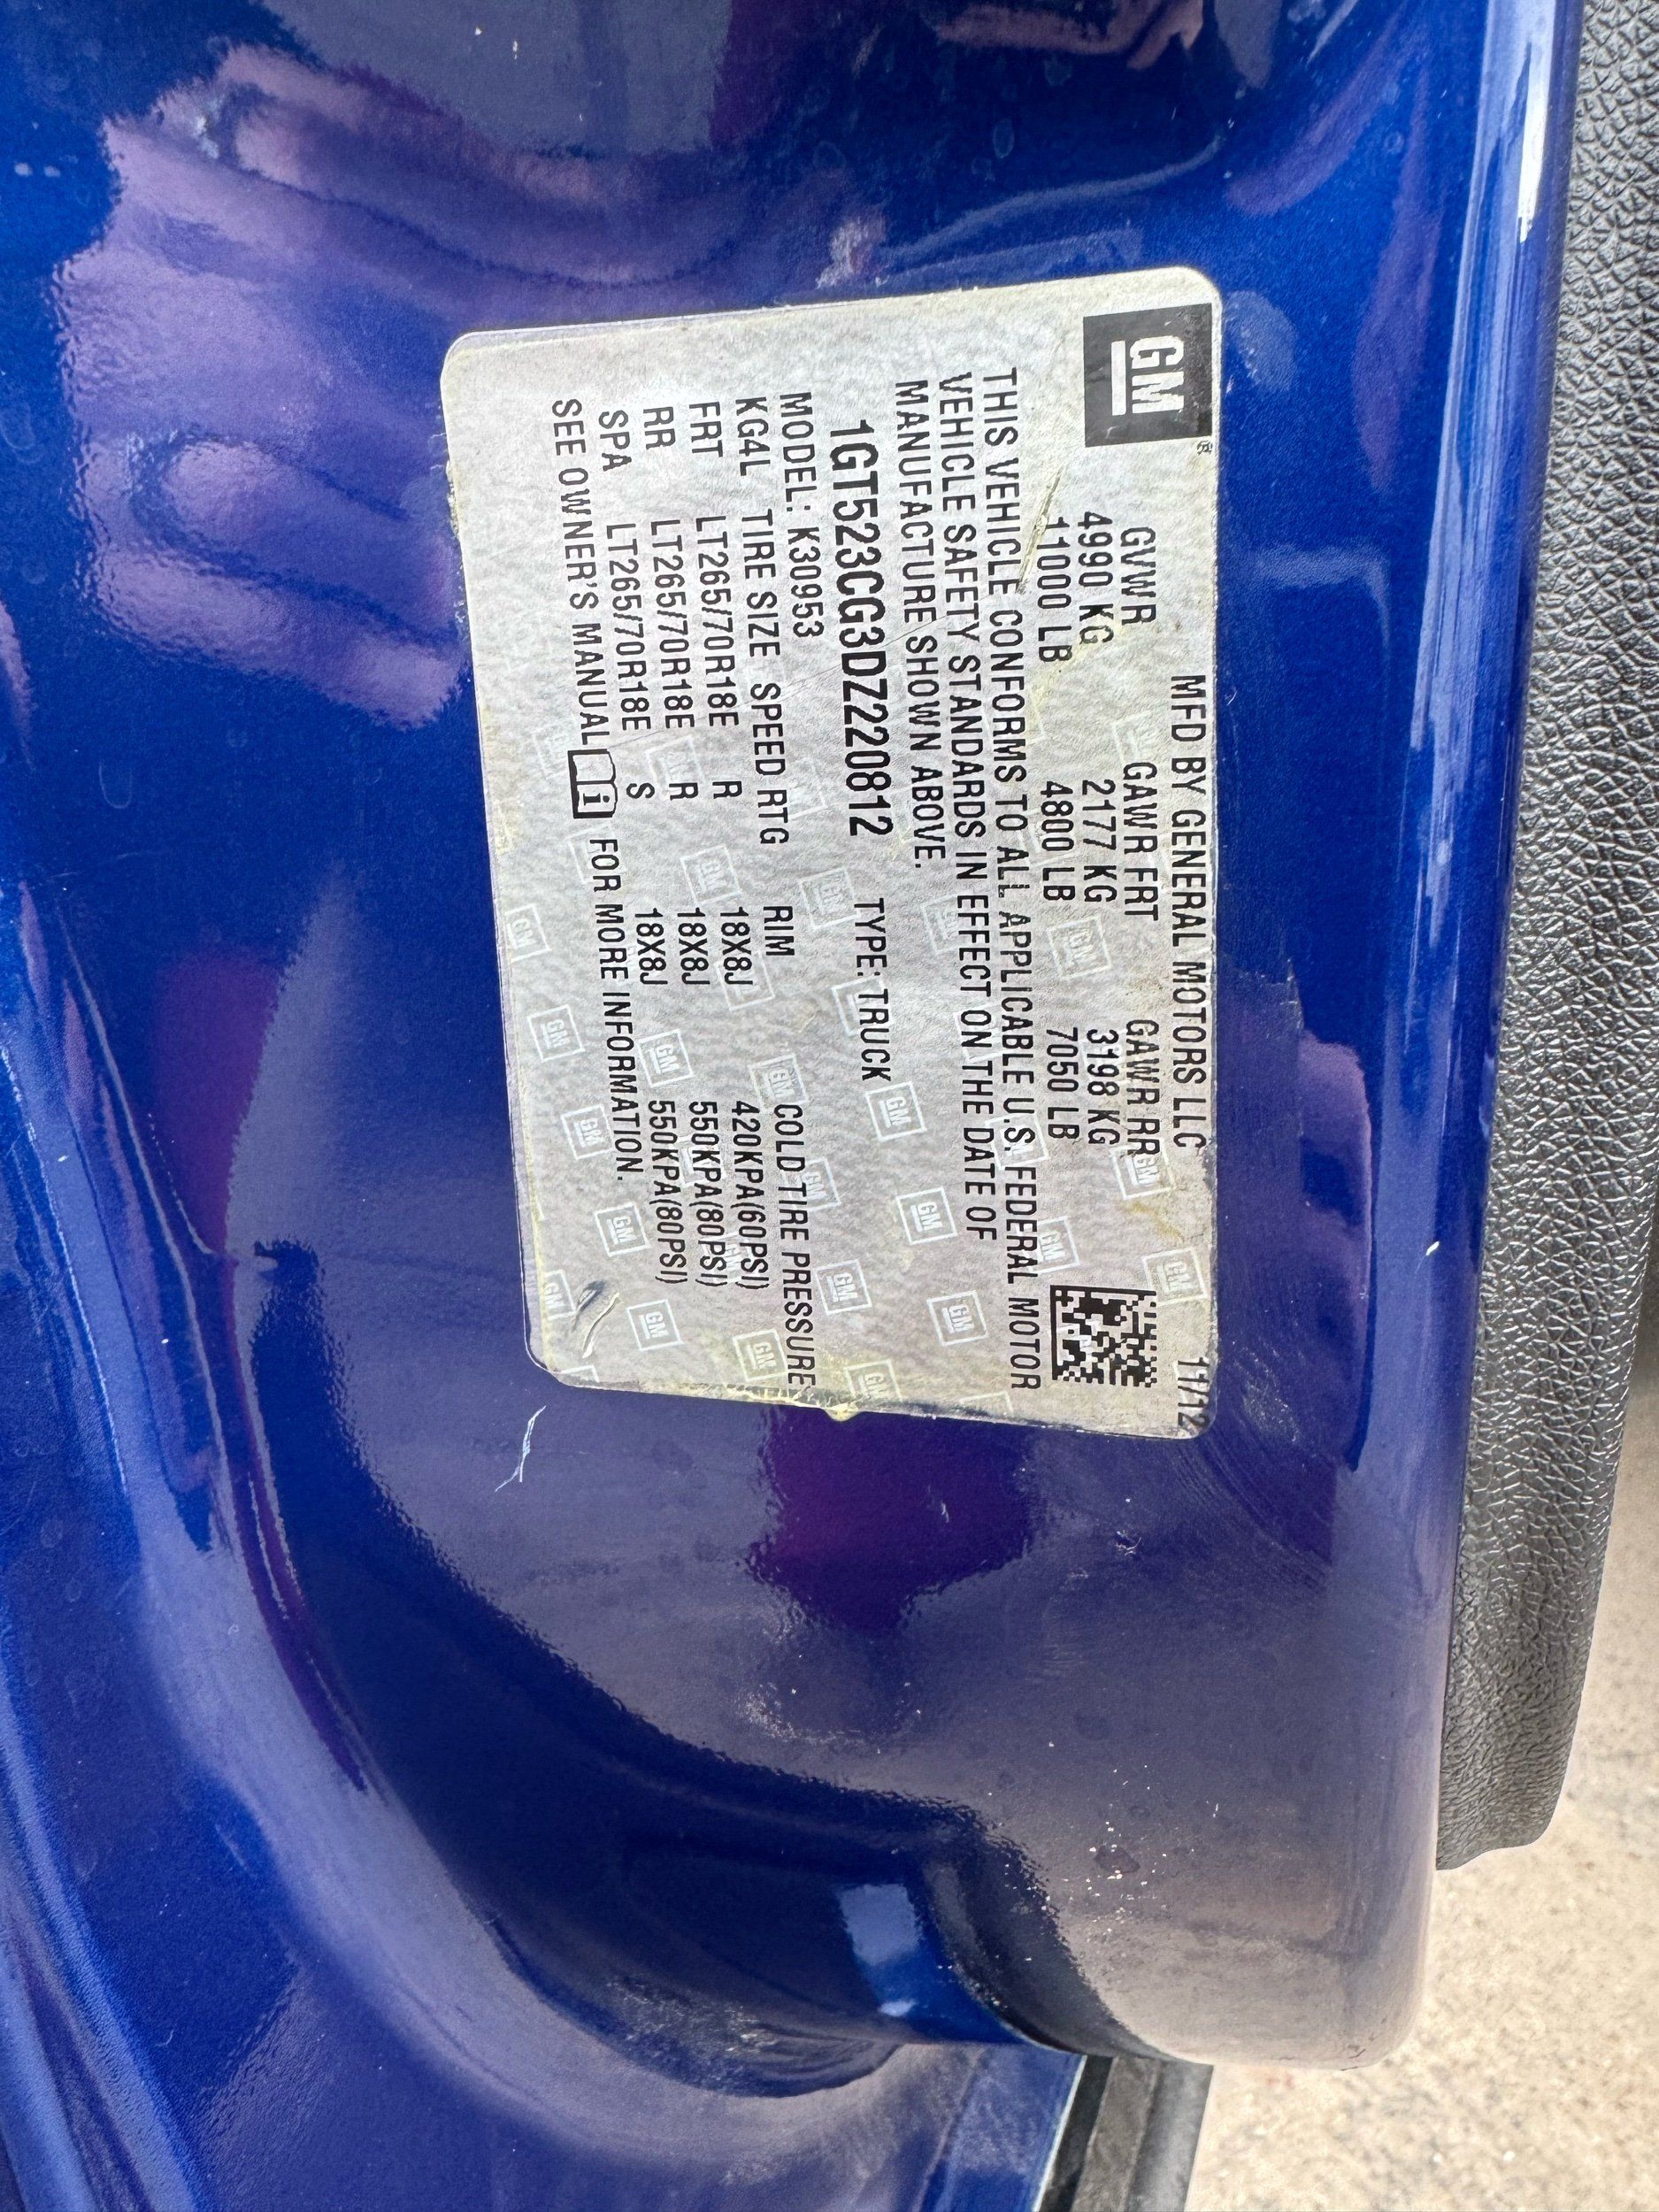 GM®
MFD BY GENERAL MOTORS LLC 11/12
GVWR GAWR FRT GAWR RR
4990 KG 2177 KG 3198 KG
11000 LB 4800 LB 7050 LB
THIS VEHICLE CONFORMS TO ALL APPLICABLE U.S. FEDERAL MOTOR
VEHICLE SAFETY STANDARDS IN EFFECT ON THE DATE OF
MANUFACTURE SHOWN ABOVE.
1GT523CG3DZ220812 TYPE: TRUCK
MODEL: K30953
KG4L TIRE SIZE SPEED RTG RIM COLD TIRE PRESSURE
FRT LT265/70R18E R 18X8J 420KPA(60PSI)
RR LT265/70R18E R 18X8J 550KPA(80PSI)
SPA LT265/70R18E S 18X8J 550KPA(80PSI)
SEE OWNER'S MANUAL i FOR MORE INFORMATION.